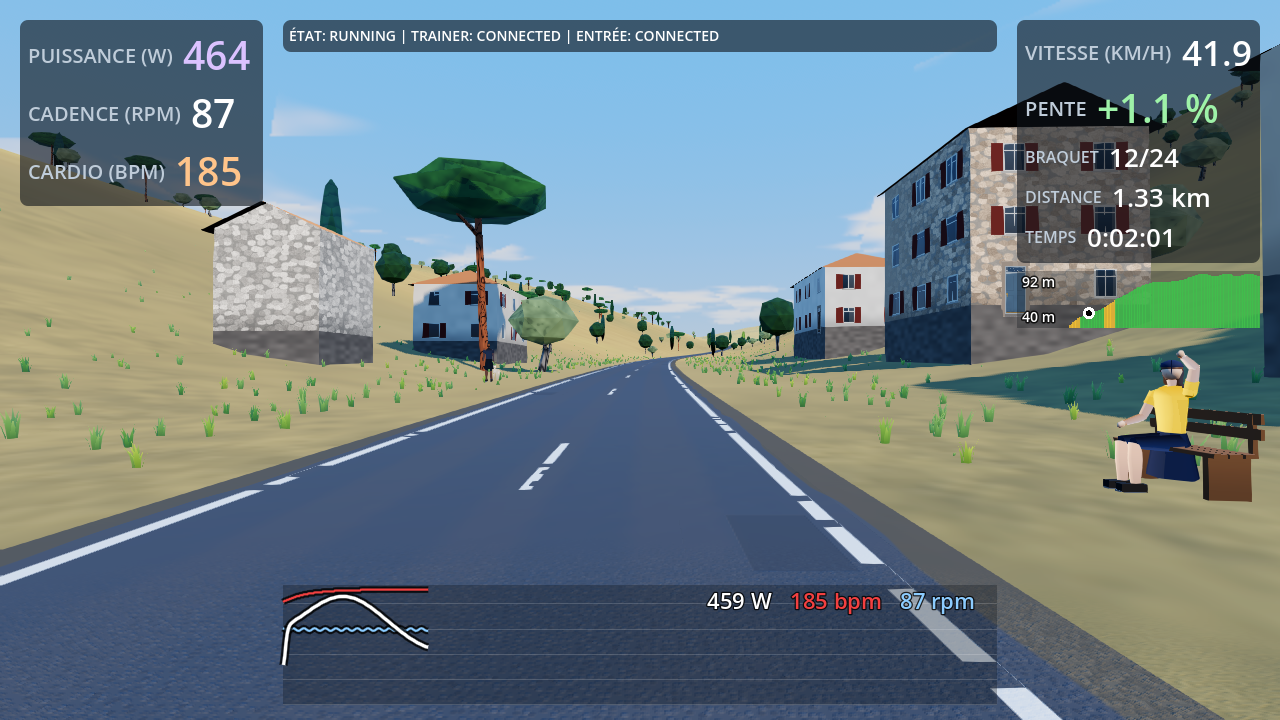 PUISSANCE (W) 464
CADENCE (RPM) 87
CARDIO (BPM) 185
ÉTAT: RUNNING | TRAINER: CONNECTED | ENTRÉE: CONNECTED
VITESSE (KM/H) 41.9
PENTE +1.1 %
BRAQUET 12/24
DISTANCE 1.33 km
TEMPS 0:02:01
92 m
40 m
459 W 185 bpm 87 rpm